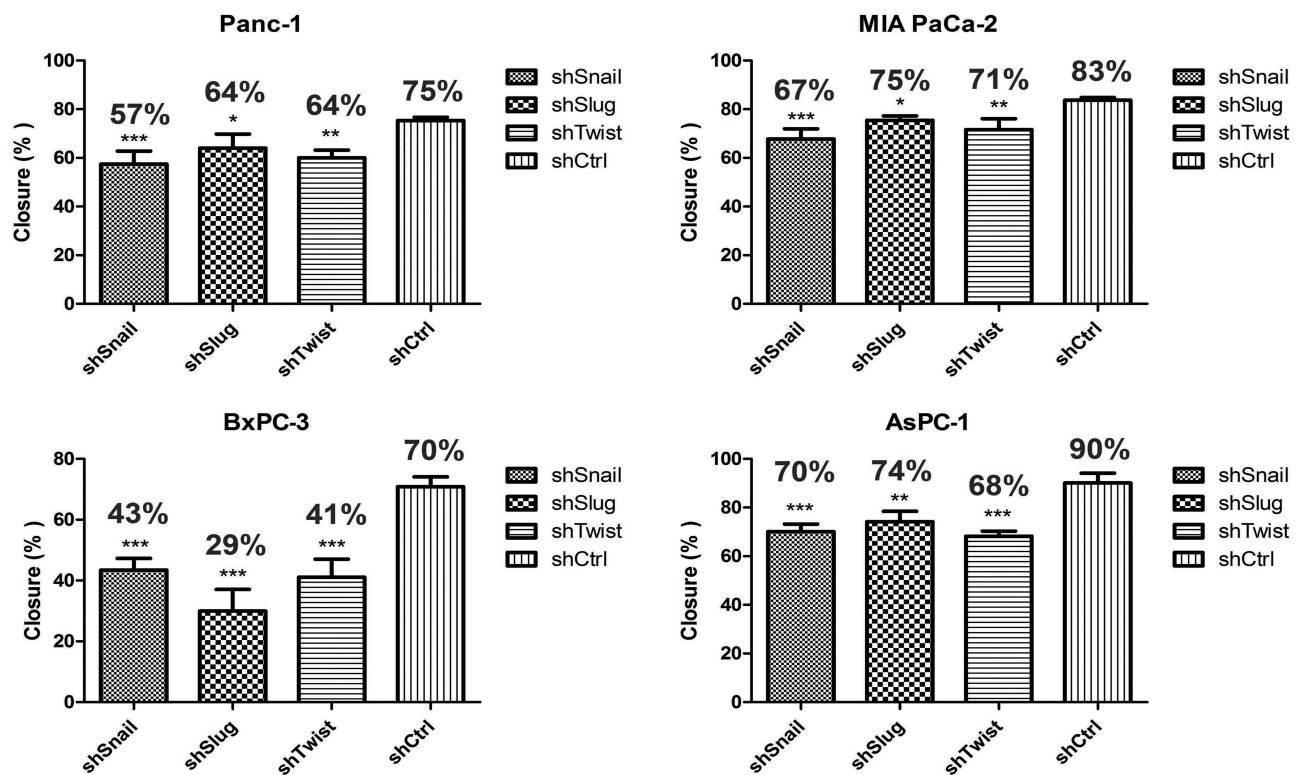 Panc-1
100
80
60
40
20
0
Closure (% )
57%
***
64%
*
64%
**
75%
shSnail
shSlug
shTwist
shCtrl
shSnail
shSlug
shTwist
shCtrl
MIA PaCa-2
100
80
60
40
20
0
Closure (% )
67%
***
75%
*
71%
**
83%
shSnail
shSlug
shTwist
shCtrl
shSnail
shSlug
shTwist
shCtrl
BxPC-3
80
60
40
20
0
Closure (% )
43%
***
29%
***
41%
***
70%
shSnail
shSlug
shTwist
shCtrl
shSnail
shSlug
shTwist
shCtrl
AsPC-1
100
80
60
40
20
0
Closure (% )
70%
***
74%
**
68%
***
90%
shSnail
shSlug
shTwist
shCtrl
shSnail
shSlug
shTwist
shCtrl